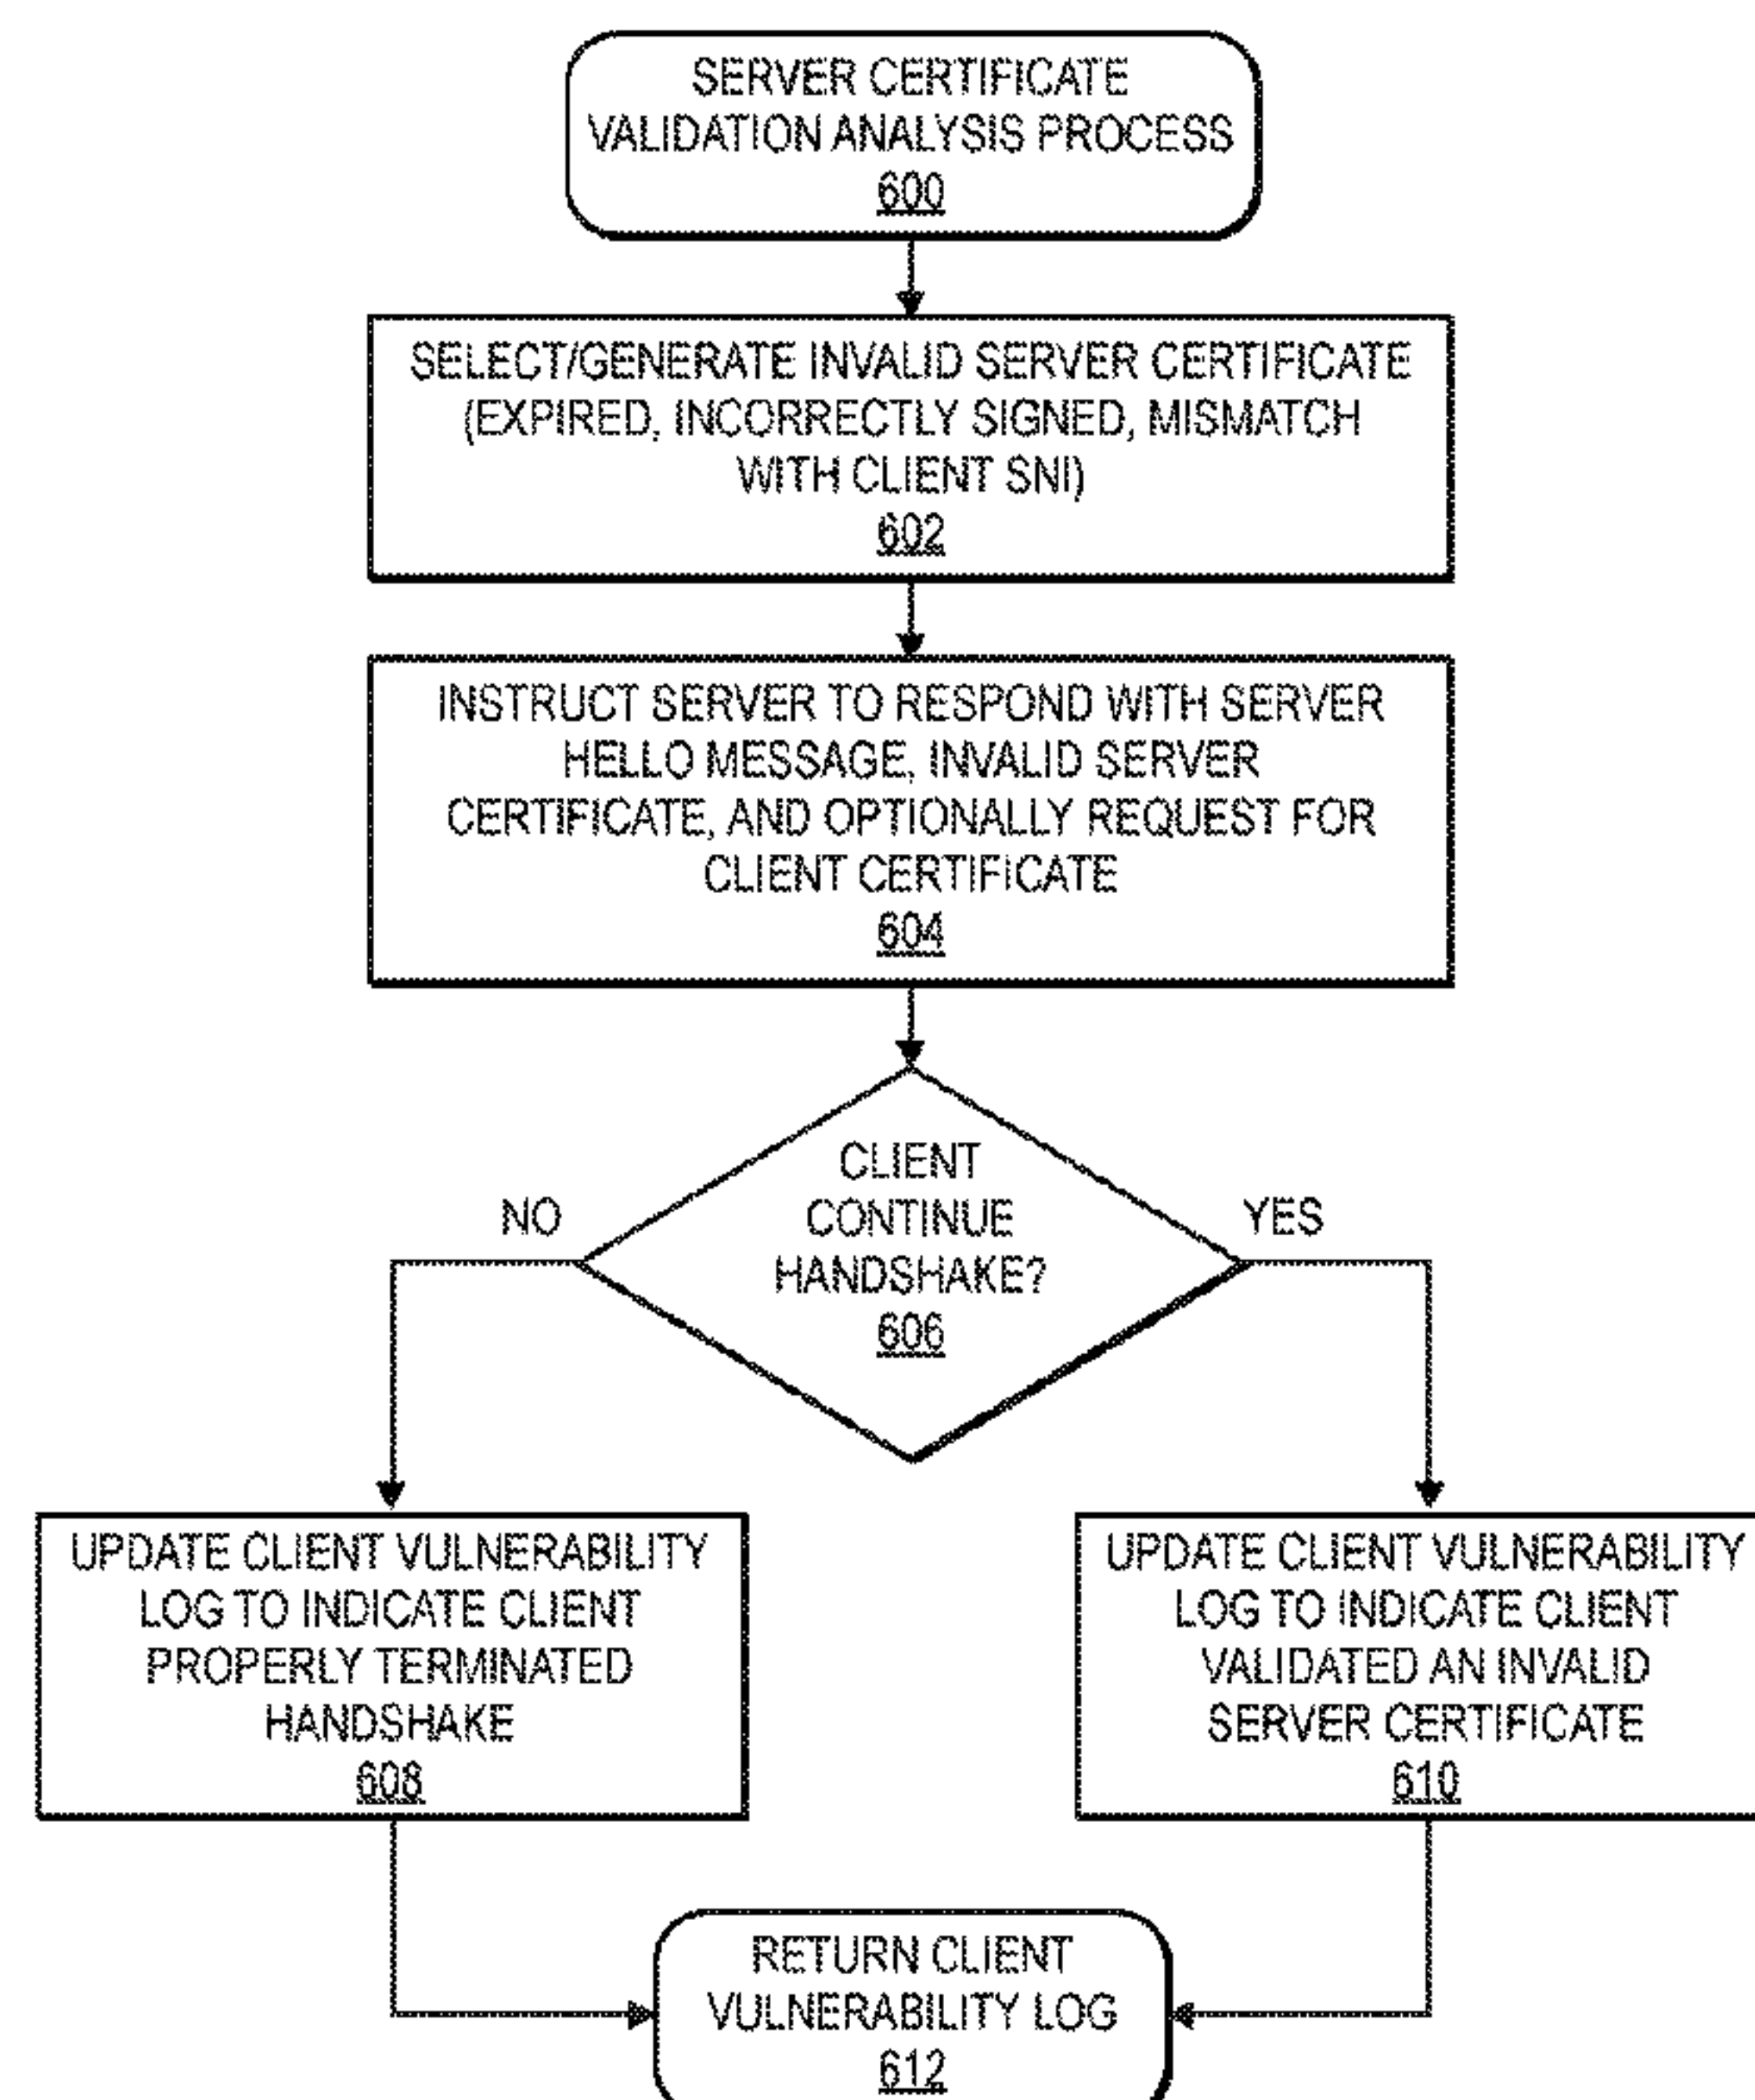 SERVER CERTIFICATE
VALIDATION ANALYSIS PROCESS
600
SELECT/GENERATE INVALID SERVER CERTIFICATE
(EXPIRED, INCORRECTLY SIGNED, MISMATCH
WITH CLIENT SNI)
602
INSTRUCT SERVER TO RESPOND WITH SERVER
HELLO MESSAGE, INVALID SERVER
CERTIFICATE, AND OPTIONALLY REQUEST FOR
CLIENT CERTIFICATE
604
CLIENT
CONTINUE
HANDSHAKE?
606
NO
YES
UPDATE CLIENT VULNERABILITY
LOG TO INDICATE CLIENT
PROPERLY TERMINATED
HANDSHAKE
608
UPDATE CLIENT VULNERABILITY
LOG TO INDICATE CLIENT
VALIDATED AN INVALID
SERVER CERTIFICATE
610
RETURN CLIENT
VULNERABILITY LOG
612